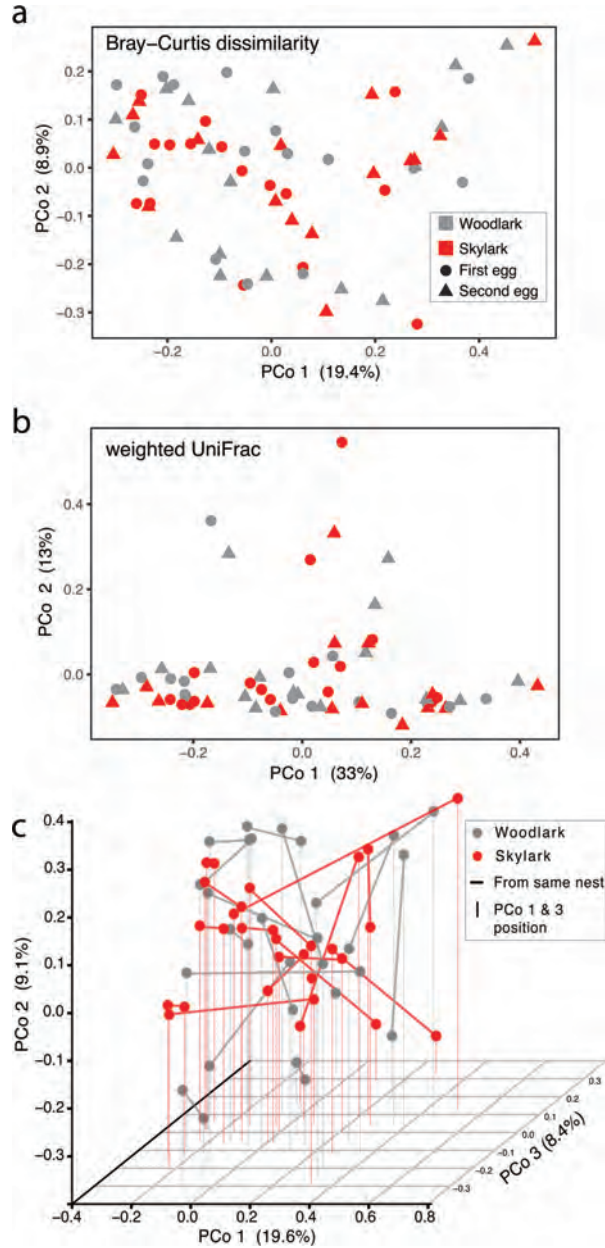 a
Bray–Curtis dissimilarity
0.2
0.1
0.0
−0.1
−0.2
−0.3
PCo 2 (8.9%)
Woodlark
Skylark
First egg
Second egg
−0.2
0.0
0.2
0.4
PCo 1 (19.4%)
b
weighted UniFrac
0.4
0.2
0.0
PCo 2 (13%)
−0.2
0.0
0.2
0.4
PCo 1 (33%)
c
0.4
0.3
0.2
0.1
0.0
−0.1
−0.2
−0.3
PCo 2 (9.1%)
Woodlark
Skylark
From same nest
PCo 1 & 3
position
0.3
0.2
0.1
0.0
−0.1
−0.2
−0.3
PCo 3 (8.4%)
−0.4
−0.2
0.0
0.2
0.4
0.6
0.8
PCo 1 (19.6%)